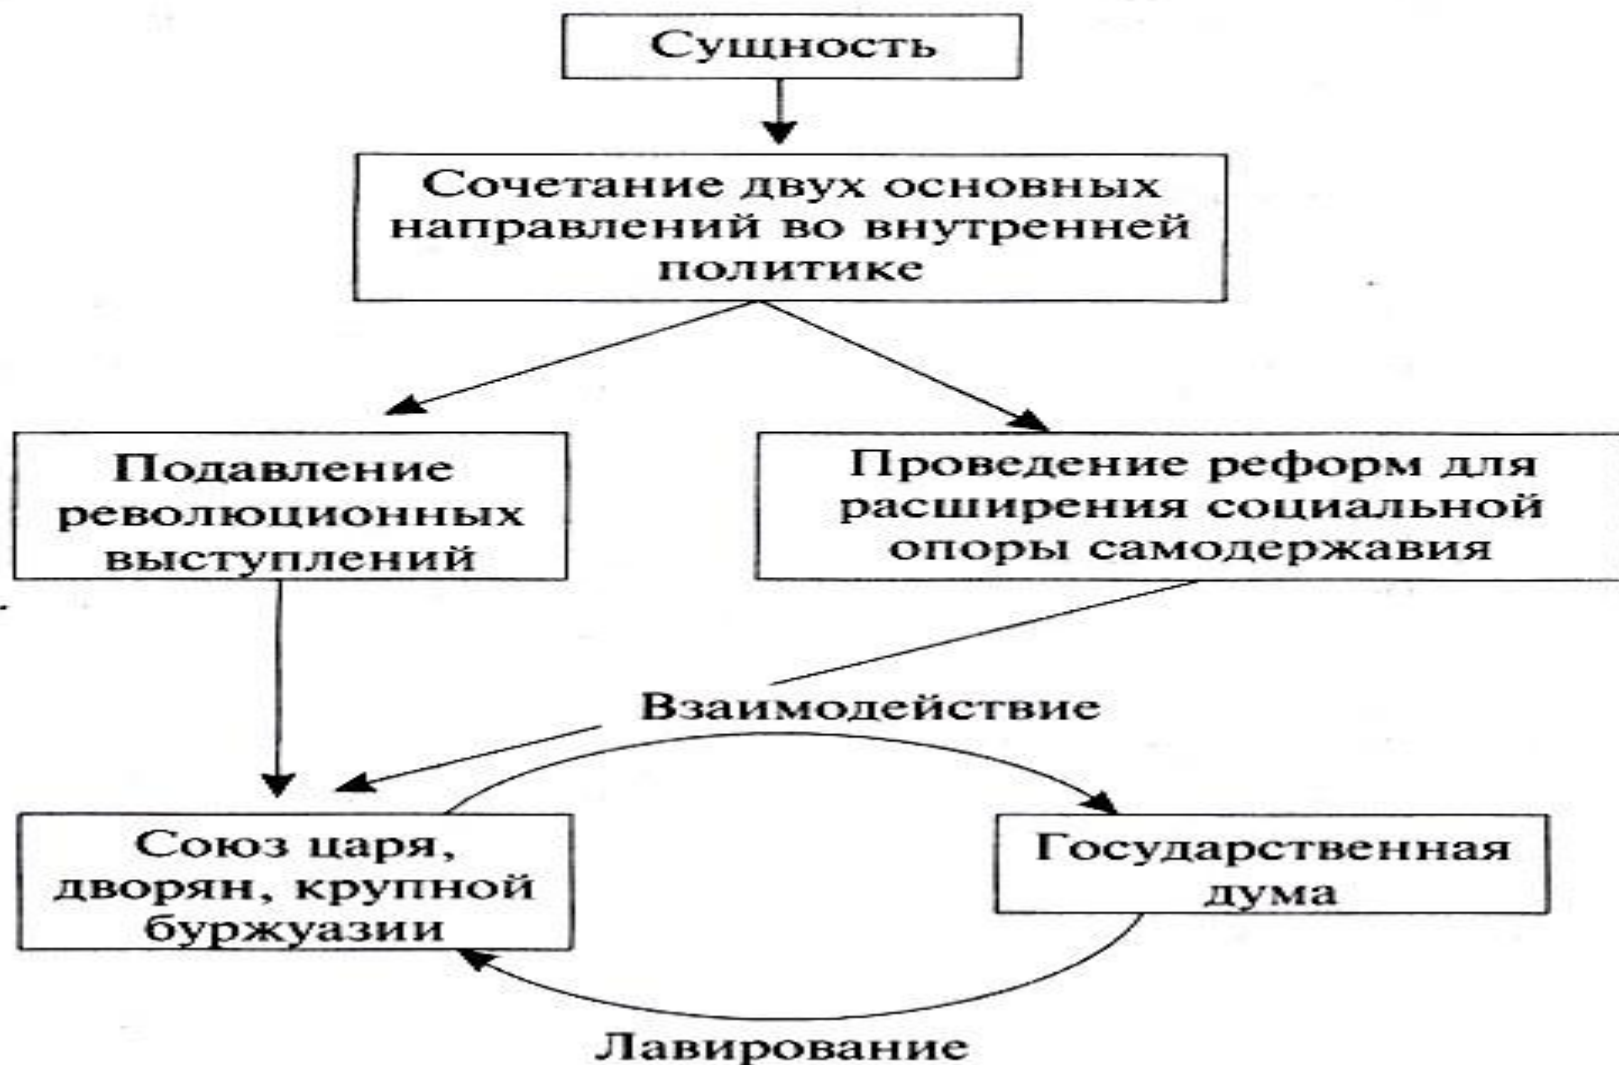 Сущность
Сочетание двух основных
направлений во внутренней
политике
Подавление
революционных
выступлений
Проведение реформ для
расширения социальной
опоры самодержавия
Взаимодействие
Союз царя,
дворян, крупной
буржуазии
Государственная
дума
Лавирование